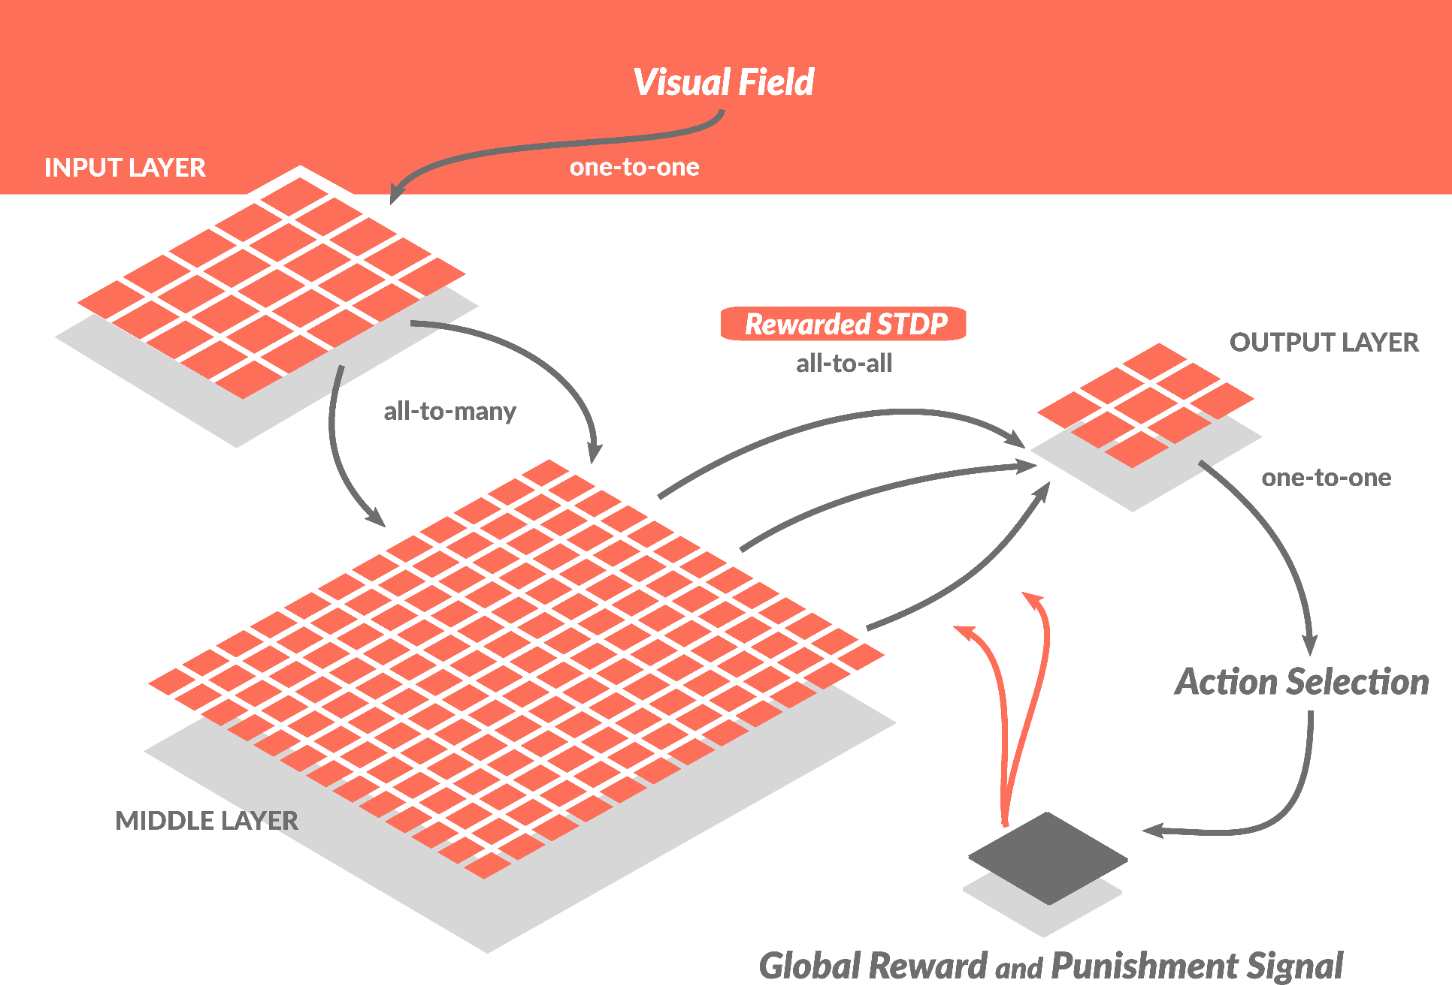 Visual Field
one-to-one
INPUT LAYER
all-to-many
Rewarded STDP
all-to-all
OUTPUT LAYER
one-to-one
Action Selection
MIDDLE LAYER
Global Reward and Punishment Signal